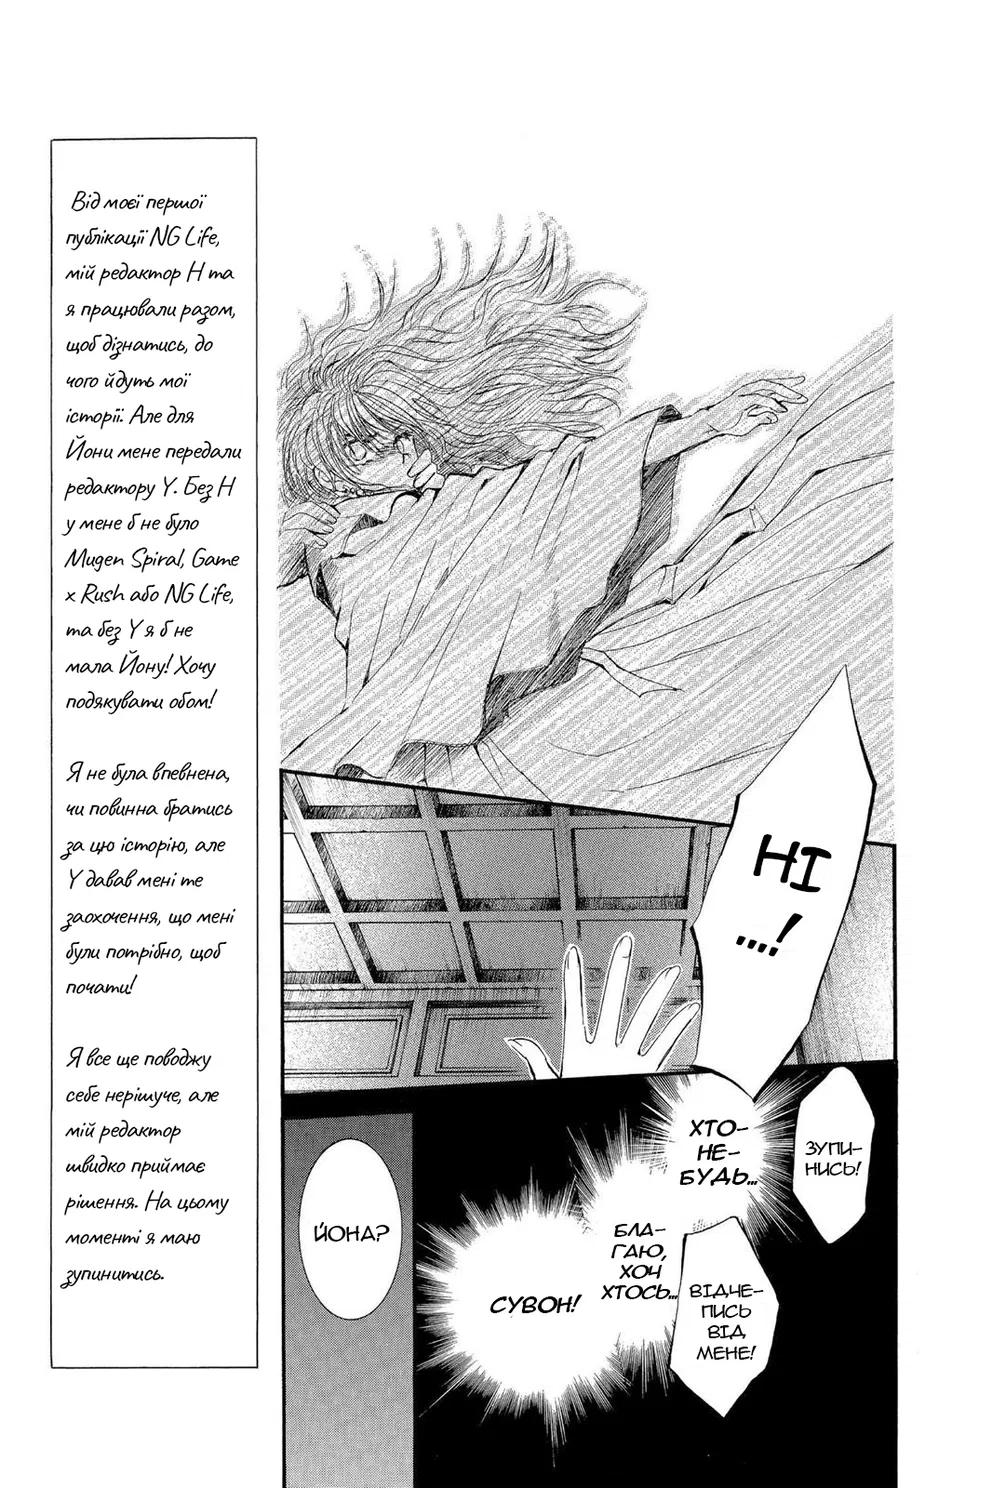 Від моєї першої
публікації NG Life,
мій редактор Н та
я працювали разом,
щоб дізнатись, до
чого йдуть мої
історії. Але для
Йони мене передали
редактору Y. Без Н
у мене б не було
Mugen Spiral, Game
x Rush або NG Life,
та без Y я б не
мала Йону! Хочу
подякувати обом!
Я не була впевнена,
чи повинна братись
за цю історію, але
Y давав мені те
заохочення, що мені
були потрібно, щоб
почати!
Я все ще поводжу
себе нерішуче, але
мій редактор
швидко приймає
рішення. На цьому
моменті я маю
зупинитись.
НІ
....!
ЗУПИ-
НИСЬ!
ХТО-
НЕ-
БУДЬ...
ВІДЧЕ-
ПИСЬ
ВІД
МЕНЕ!
БЛА-
ГАЮ,
ХОЧ
ХТОСЬ...
СУВОН!
ЙОНА?